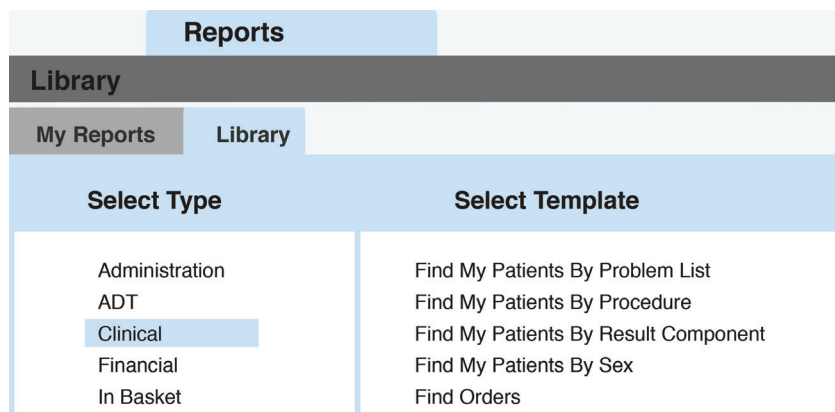 Reports
Library
My Reports Library
Select Type Select Template
Administration Find My Patients By Problem List
ADT Find My Patients By Procedure
Clinical Find My Patients By Result Component
Financial Find My Patients By Sex
In Basket Find Orders